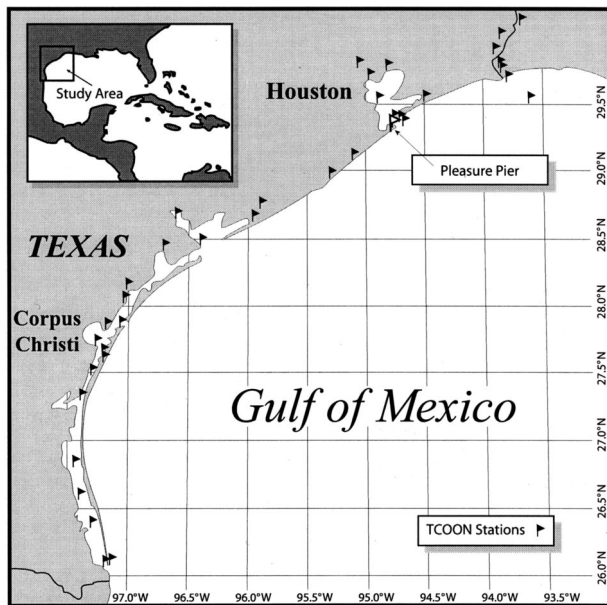 Study Area
Houston
Pleasure Pier
TEXAS
Corpus
Christi
Gulf of Mexico
TCOON Stations
29.5°N
29.0°N
28.5°N
28.0°N
27.5°N
27.0°N
26.5°N
26.0°N
97.0°W
96.5°W
96.0°W
95.5°W
95.0°W
94.5°W
94.0°W
93.5°W